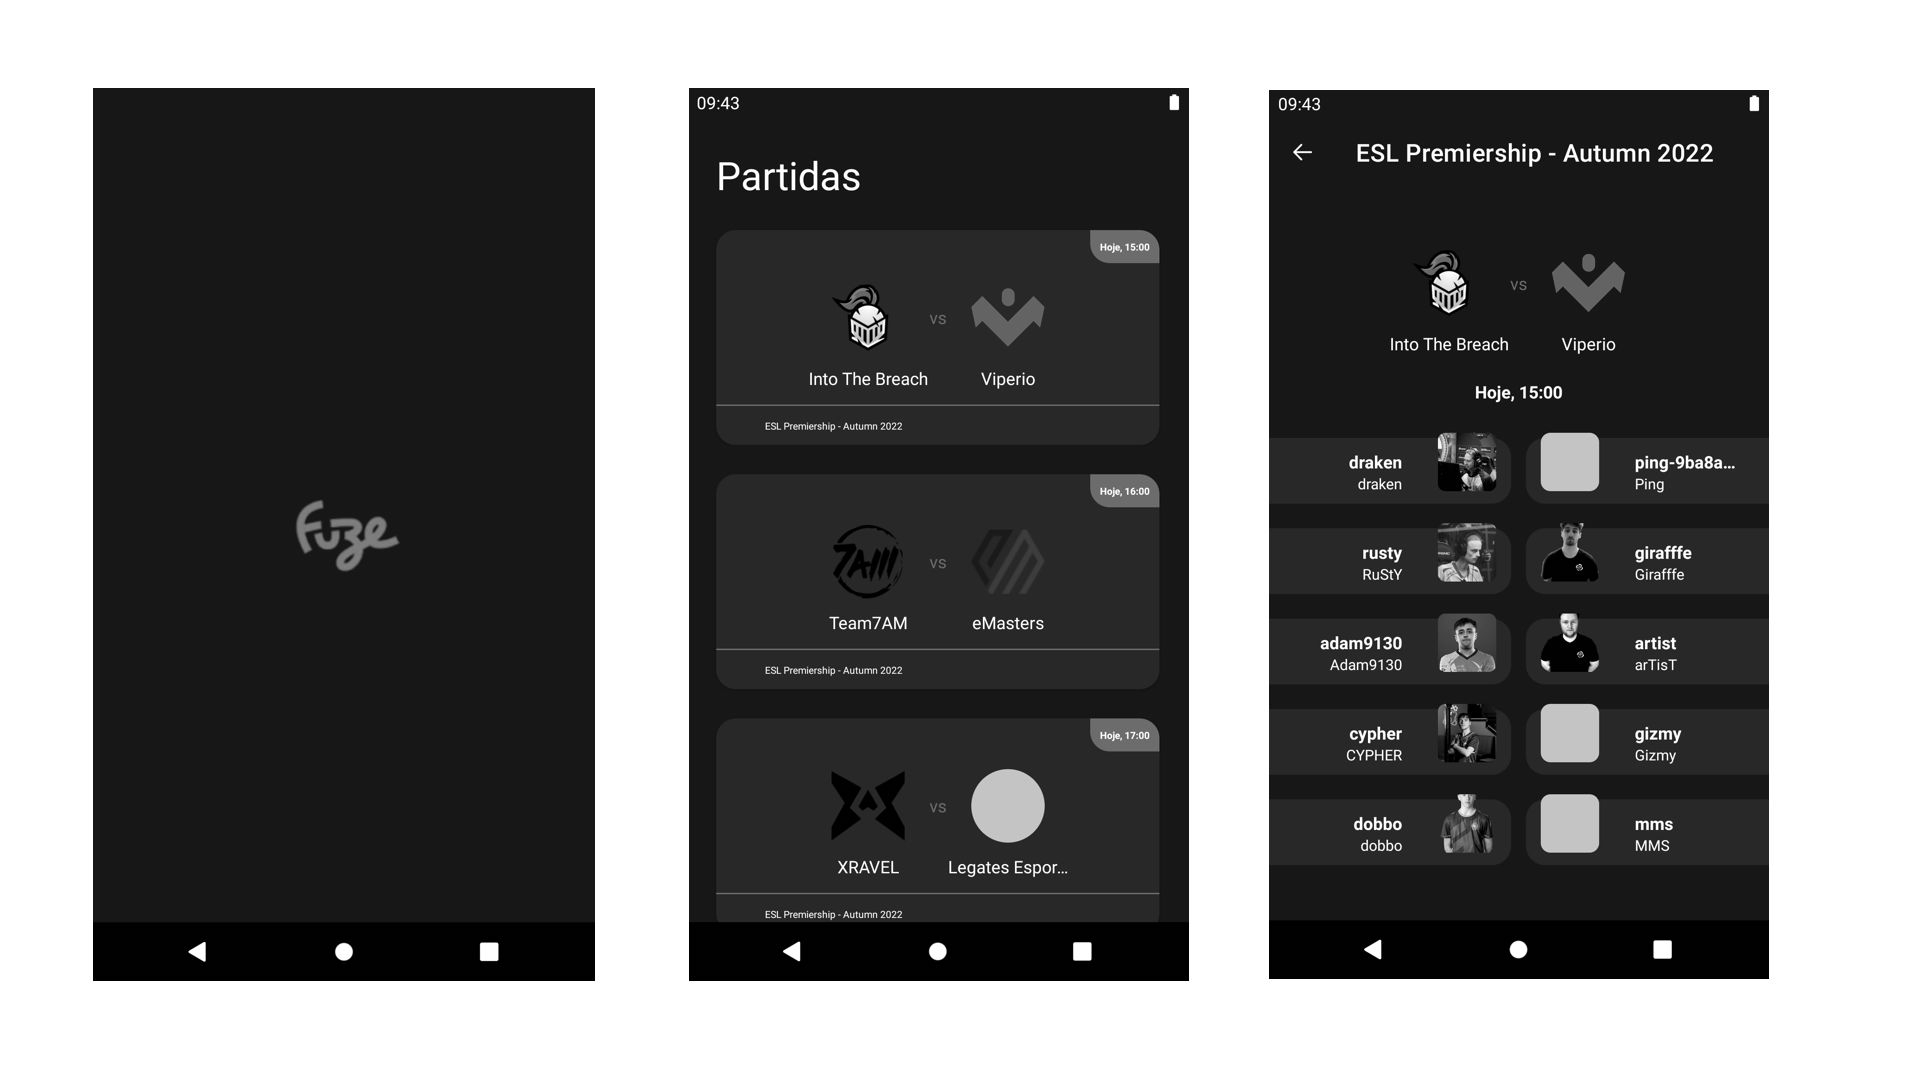 Fuze
09:43
Partidas
Hoje, 15:00
VS
Into The Breach
Viperio
ESL Premiership - Autumn 2022
Hoje, 16:00
7AM
VS
Team7AM
eMasters
ESL Premiership - Autumn 2022
Hoje, 17:00
VS
XRAVEL
Legates Espor...
ESL Premiership - Autumn 2022
09:43
ESL Premiership - Autumn 2022
VS
Into The Breach
Viperio
Hoje, 15:00
draken
draken
ping-9ba8a...
Ping
rusty
RuStY
girafffe
Girafffe
adam9130
Adam9130
artist
arTisT
cypher
CYPHER
gizmy
Gizmy
dobbo
dobbo
mms
MMS